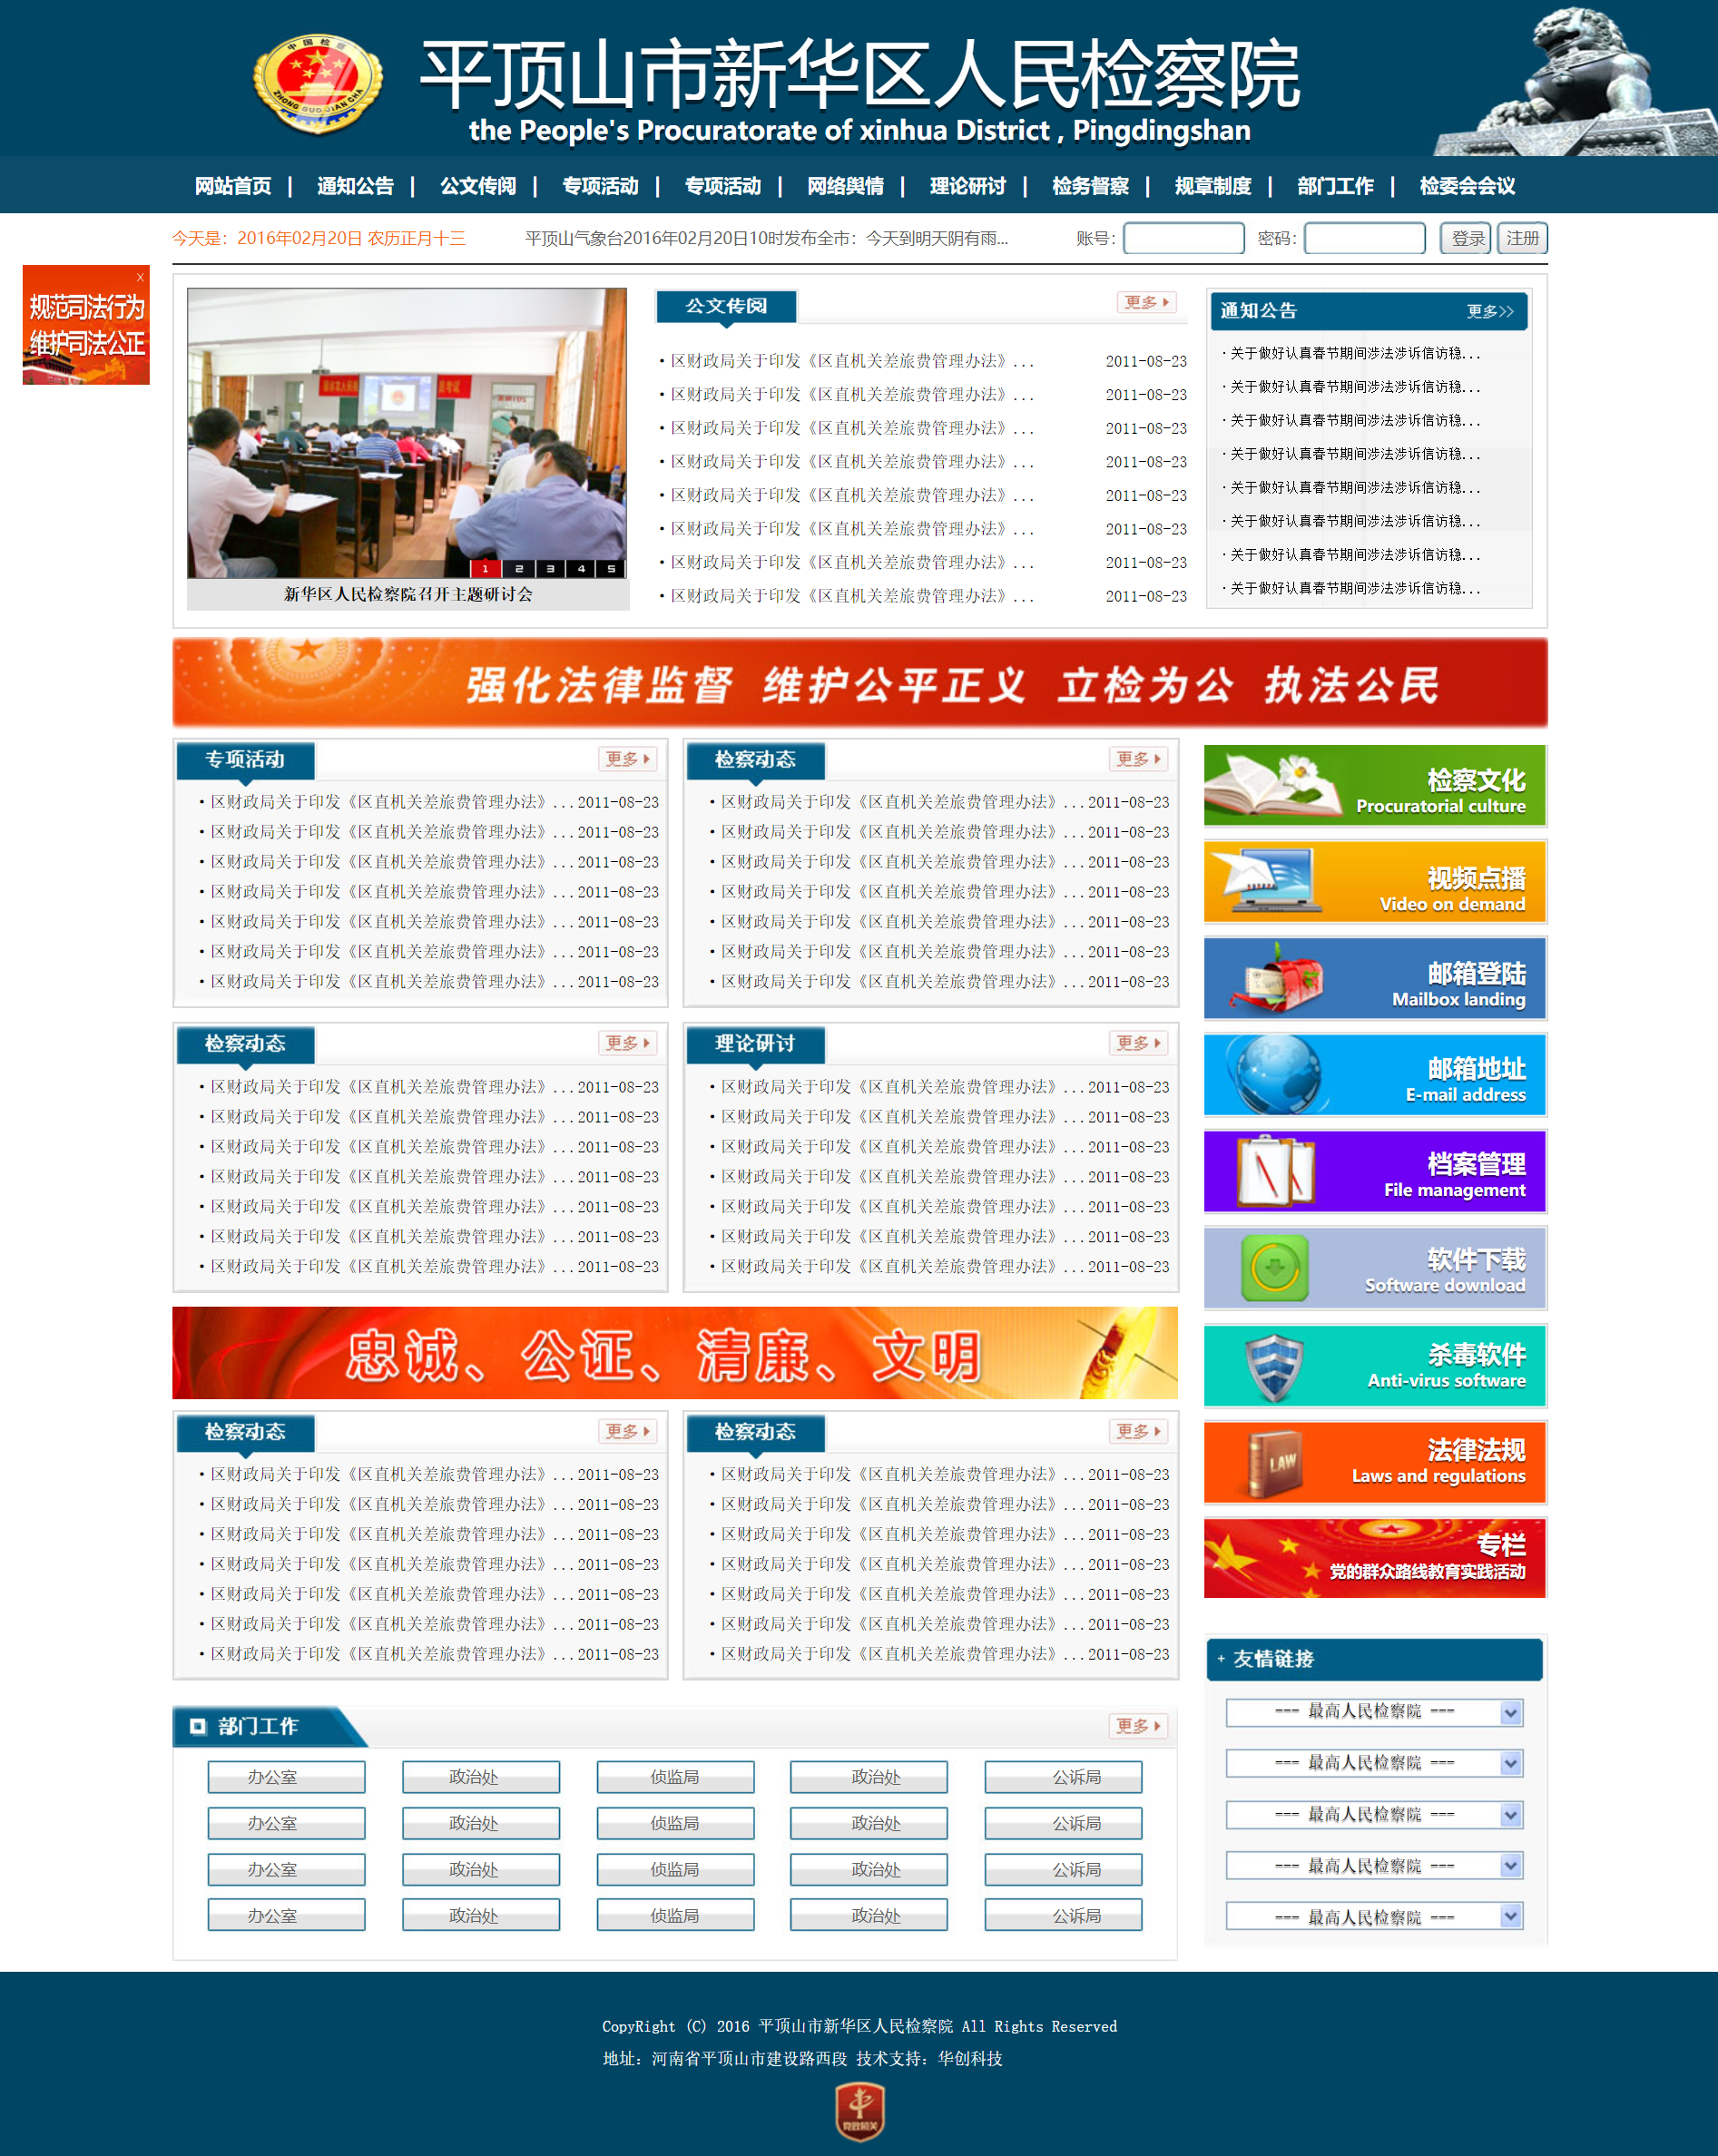 中国检察
ZHONG GUO JIAN CHA
平顶山市新华区人民检察院
the People's Procuratorate of xinhua District , Pingdingshan
网站首页 | 通知公告 | 公文传阅 | 专项活动 | 专项活动 | 网络舆情 | 理论研讨 | 检务督察 | 规章制度 | 部门工作 | 检委会会议
今天是：2016年02月20日 农历正月十三 平顶山气象台2016年02月20日10时发布全市：今天到明天阴有雨... 账号： 密码： 登录 注册
x
规范司法行为
维护司法公正
1 2 3 4 5
新华区人民检察院召开主题研讨会
公文传阅 更多
·区财政局关于印发《区直机关差旅费管理办法》... 2011-08-23
·区财政局关于印发《区直机关差旅费管理办法》... 2011-08-23
·区财政局关于印发《区直机关差旅费管理办法》... 2011-08-23
·区财政局关于印发《区直机关差旅费管理办法》... 2011-08-23
·区财政局关于印发《区直机关差旅费管理办法》... 2011-08-23
·区财政局关于印发《区直机关差旅费管理办法》... 2011-08-23
·区财政局关于印发《区直机关差旅费管理办法》... 2011-08-23
·区财政局关于印发《区直机关差旅费管理办法》... 2011-08-23
通知公告 更多>>
·关于做好认真春节期间涉法涉诉信访稳...
·关于做好认真春节期间涉法涉诉信访稳...
·关于做好认真春节期间涉法涉诉信访稳...
·关于做好认真春节期间涉法涉诉信访稳...
·关于做好认真春节期间涉法涉诉信访稳...
·关于做好认真春节期间涉法涉诉信访稳...
·关于做好认真春节期间涉法涉诉信访稳...
·关于做好认真春节期间涉法涉诉信访稳...
强化法律监督 维护公平正义 立检为公 执法公民
专项活动 更多
·区财政局关于印发《区直机关差旅费管理办法》...2011-08-23
·区财政局关于印发《区直机关差旅费管理办法》...2011-08-23
·区财政局关于印发《区直机关差旅费管理办法》...2011-08-23
·区财政局关于印发《区直机关差旅费管理办法》...2011-08-23
·区财政局关于印发《区直机关差旅费管理办法》...2011-08-23
·区财政局关于印发《区直机关差旅费管理办法》...2011-08-23
·区财政局关于印发《区直机关差旅费管理办法》...2011-08-23
检察动态 更多
·区财政局关于印发《区直机关差旅费管理办法》...2011-08-23
·区财政局关于印发《区直机关差旅费管理办法》...2011-08-23
·区财政局关于印发《区直机关差旅费管理办法》...2011-08-23
·区财政局关于印发《区直机关差旅费管理办法》...2011-08-23
·区财政局关于印发《区直机关差旅费管理办法》...2011-08-23
·区财政局关于印发《区直机关差旅费管理办法》...2011-08-23
·区财政局关于印发《区直机关差旅费管理办法》...2011-08-23
检察动态 更多
·区财政局关于印发《区直机关差旅费管理办法》...2011-08-23
·区财政局关于印发《区直机关差旅费管理办法》...2011-08-23
·区财政局关于印发《区直机关差旅费管理办法》...2011-08-23
·区财政局关于印发《区直机关差旅费管理办法》...2011-08-23
·区财政局关于印发《区直机关差旅费管理办法》...2011-08-23
·区财政局关于印发《区直机关差旅费管理办法》...2011-08-23
·区财政局关于印发《区直机关差旅费管理办法》...2011-08-23
理论研讨 更多
·区财政局关于印发《区直机关差旅费管理办法》...2011-08-23
·区财政局关于印发《区直机关差旅费管理办法》...2011-08-23
·区财政局关于印发《区直机关差旅费管理办法》...2011-08-23
·区财政局关于印发《区直机关差旅费管理办法》...2011-08-23
·区财政局关于印发《区直机关差旅费管理办法》...2011-08-23
·区财政局关于印发《区直机关差旅费管理办法》...2011-08-23
·区财政局关于印发《区直机关差旅费管理办法》...2011-08-23
忠诚、公证、清廉、文明
检察动态 更多
·区财政局关于印发《区直机关差旅费管理办法》...2011-08-23
·区财政局关于印发《区直机关差旅费管理办法》...2011-08-23
·区财政局关于印发《区直机关差旅费管理办法》...2011-08-23
·区财政局关于印发《区直机关差旅费管理办法》...2011-08-23
·区财政局关于印发《区直机关差旅费管理办法》...2011-08-23
·区财政局关于印发《区直机关差旅费管理办法》...2011-08-23
·区财政局关于印发《区直机关差旅费管理办法》...2011-08-23
检察动态 更多
·区财政局关于印发《区直机关差旅费管理办法》...2011-08-23
·区财政局关于印发《区直机关差旅费管理办法》...2011-08-23
·区财政局关于印发《区直机关差旅费管理办法》...2011-08-23
·区财政局关于印发《区直机关差旅费管理办法》...2011-08-23
·区财政局关于印发《区直机关差旅费管理办法》...2011-08-23
·区财政局关于印发《区直机关差旅费管理办法》...2011-08-23
·区财政局关于印发《区直机关差旅费管理办法》...2011-08-23
检察文化
Procuratorial culture
视频点播
Video on demand
邮箱登陆
Mailbox landing
邮箱地址
E-mail address
档案管理
File management
软件下载
Software download
杀毒软件
Anti-virus software
LAW
法律法规
Laws and regulations
专栏
党的群众路线教育实践活动
部门工作 更多
办公室 政治处 侦监局 政治处 公诉局
办公室 政治处 侦监局 政治处 公诉局
办公室 政治处 侦监局 政治处 公诉局
办公室 政治处 侦监局 政治处 公诉局
+ 友情链接
--- 最高人民检察院 ---
--- 最高人民检察院 ---
--- 最高人民检察院 ---
--- 最高人民检察院 ---
--- 最高人民检察院 ---
CopyRight (C) 2016 平顶山市新华区人民检察院 All Rights Reserved
地址：河南省平顶山市建设路西段 技术支持：华创科技
党政机关